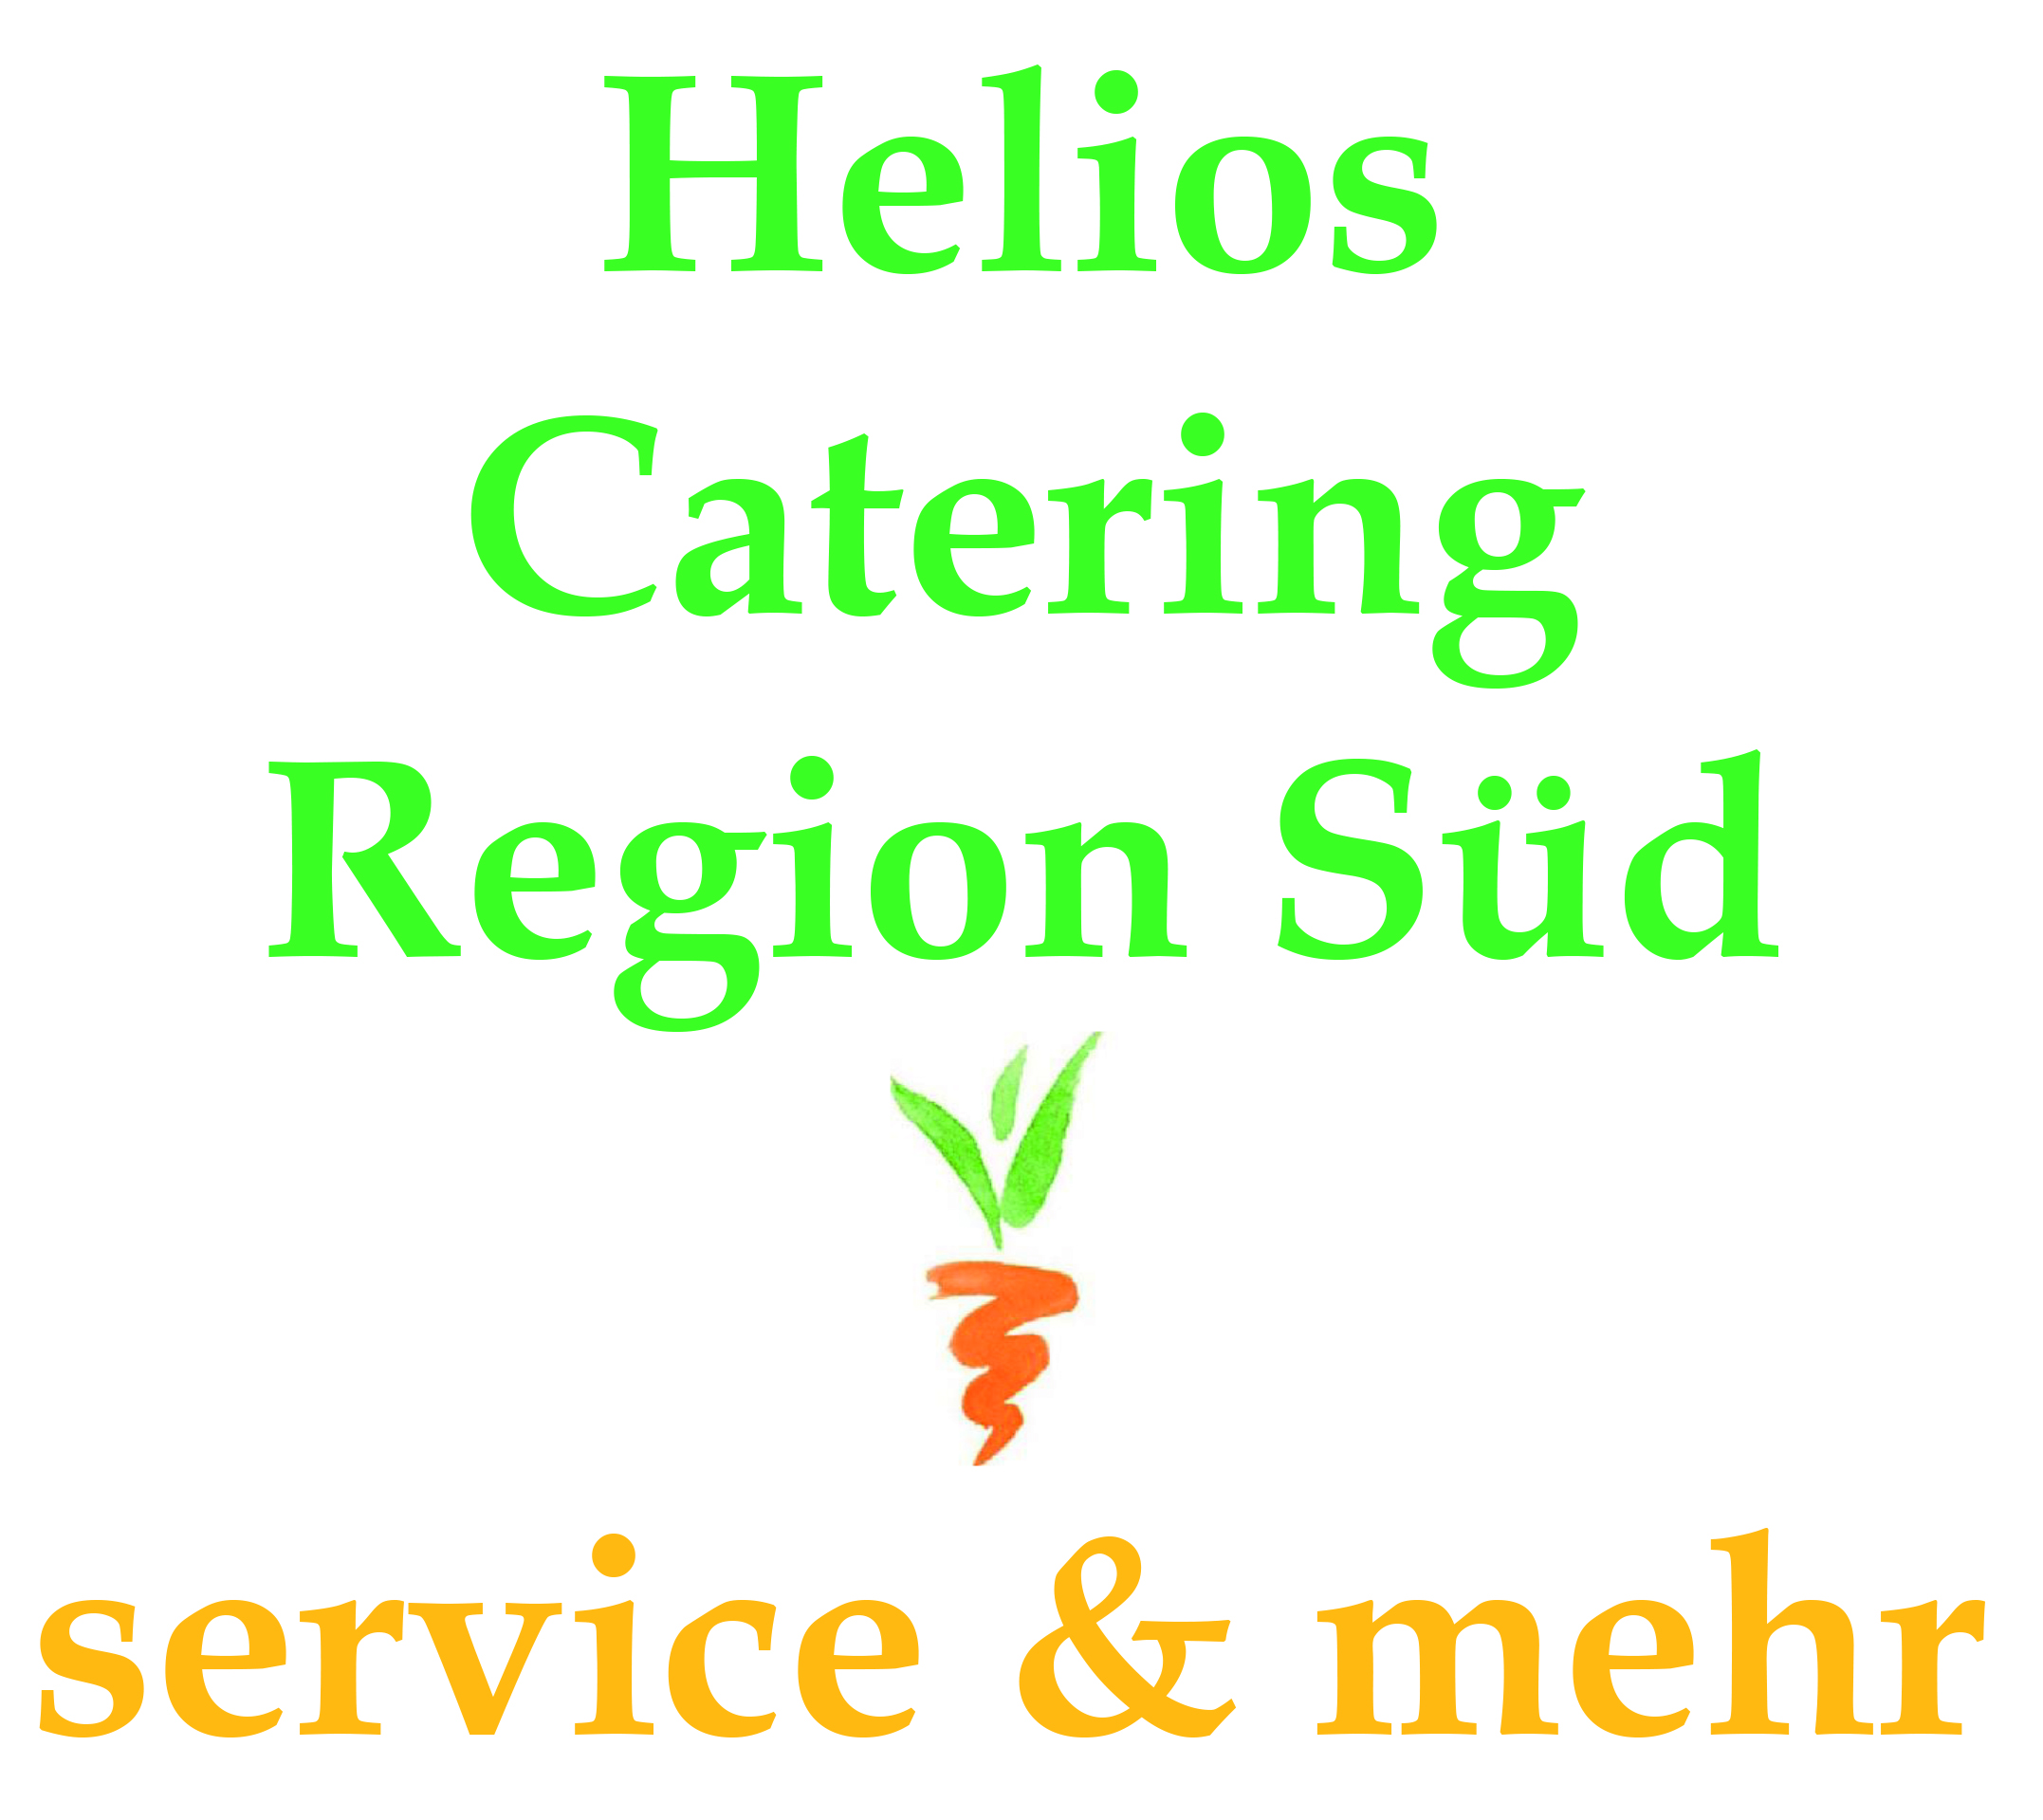 Helios
Catering
Region Süd
service & mehr